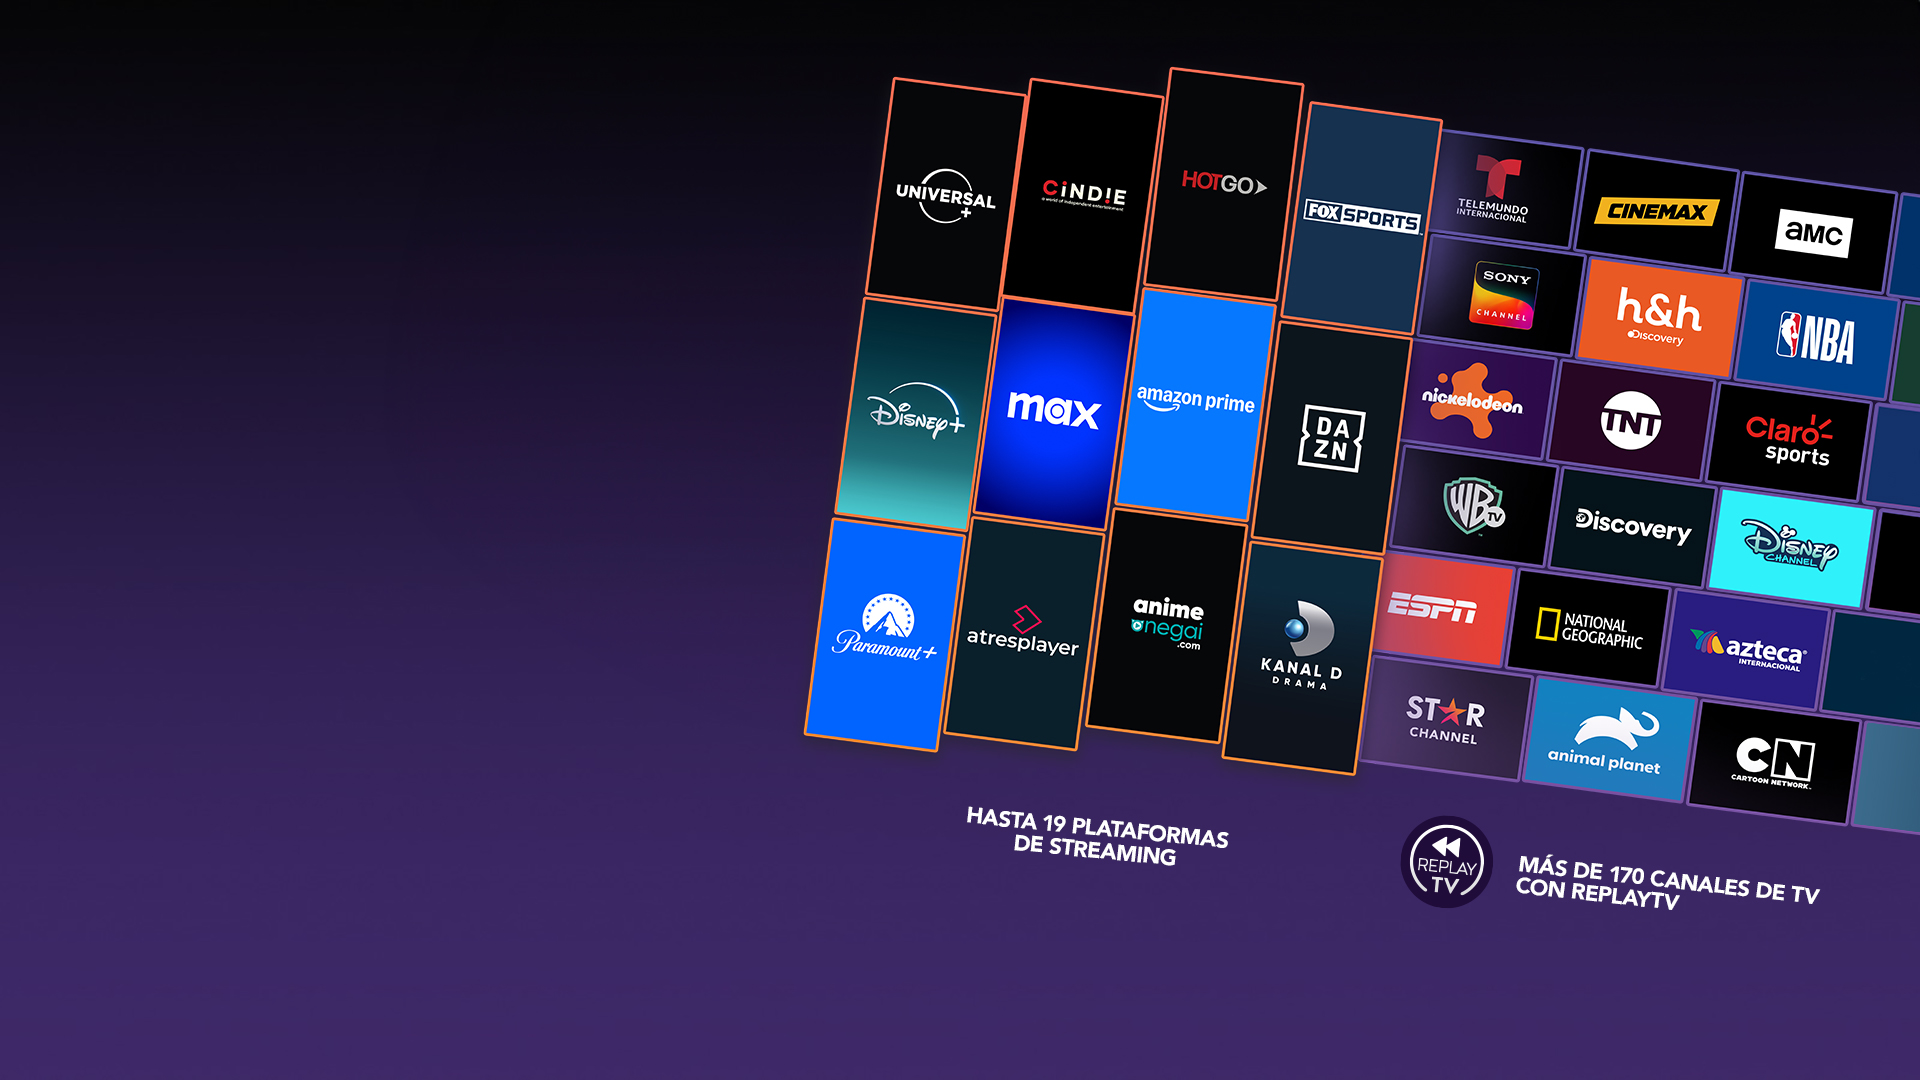 UNIVERSAL+
CiND!E
a world of independent entertainment
HOTGO
FOX SPORTS
Disney+
max
amazon prime
DAZN
Paramount+
atresplayer
anime
onegai
.com
KANAL D
DRAMA
TELEMUNDO
INTERNACIONAL
CINEMAX
aMC
SONY
CHANNEL
h&h
Discovery
NBA
nickelodeon
TNT
Claro
sports
WB TV
Discovery
Disney
CHANNEL
ESPN
NATIONAL
GEOGRAPHIC
azteca
INTERNACIONAL
STAR
CHANNEL
animal planet
CN
CARTOON NETWORK
HASTA 19 PLATAFORMAS
DE STREAMING
REPLAY
TV
MÁS DE 170 CANALES DE TV
CON REPLAYTV